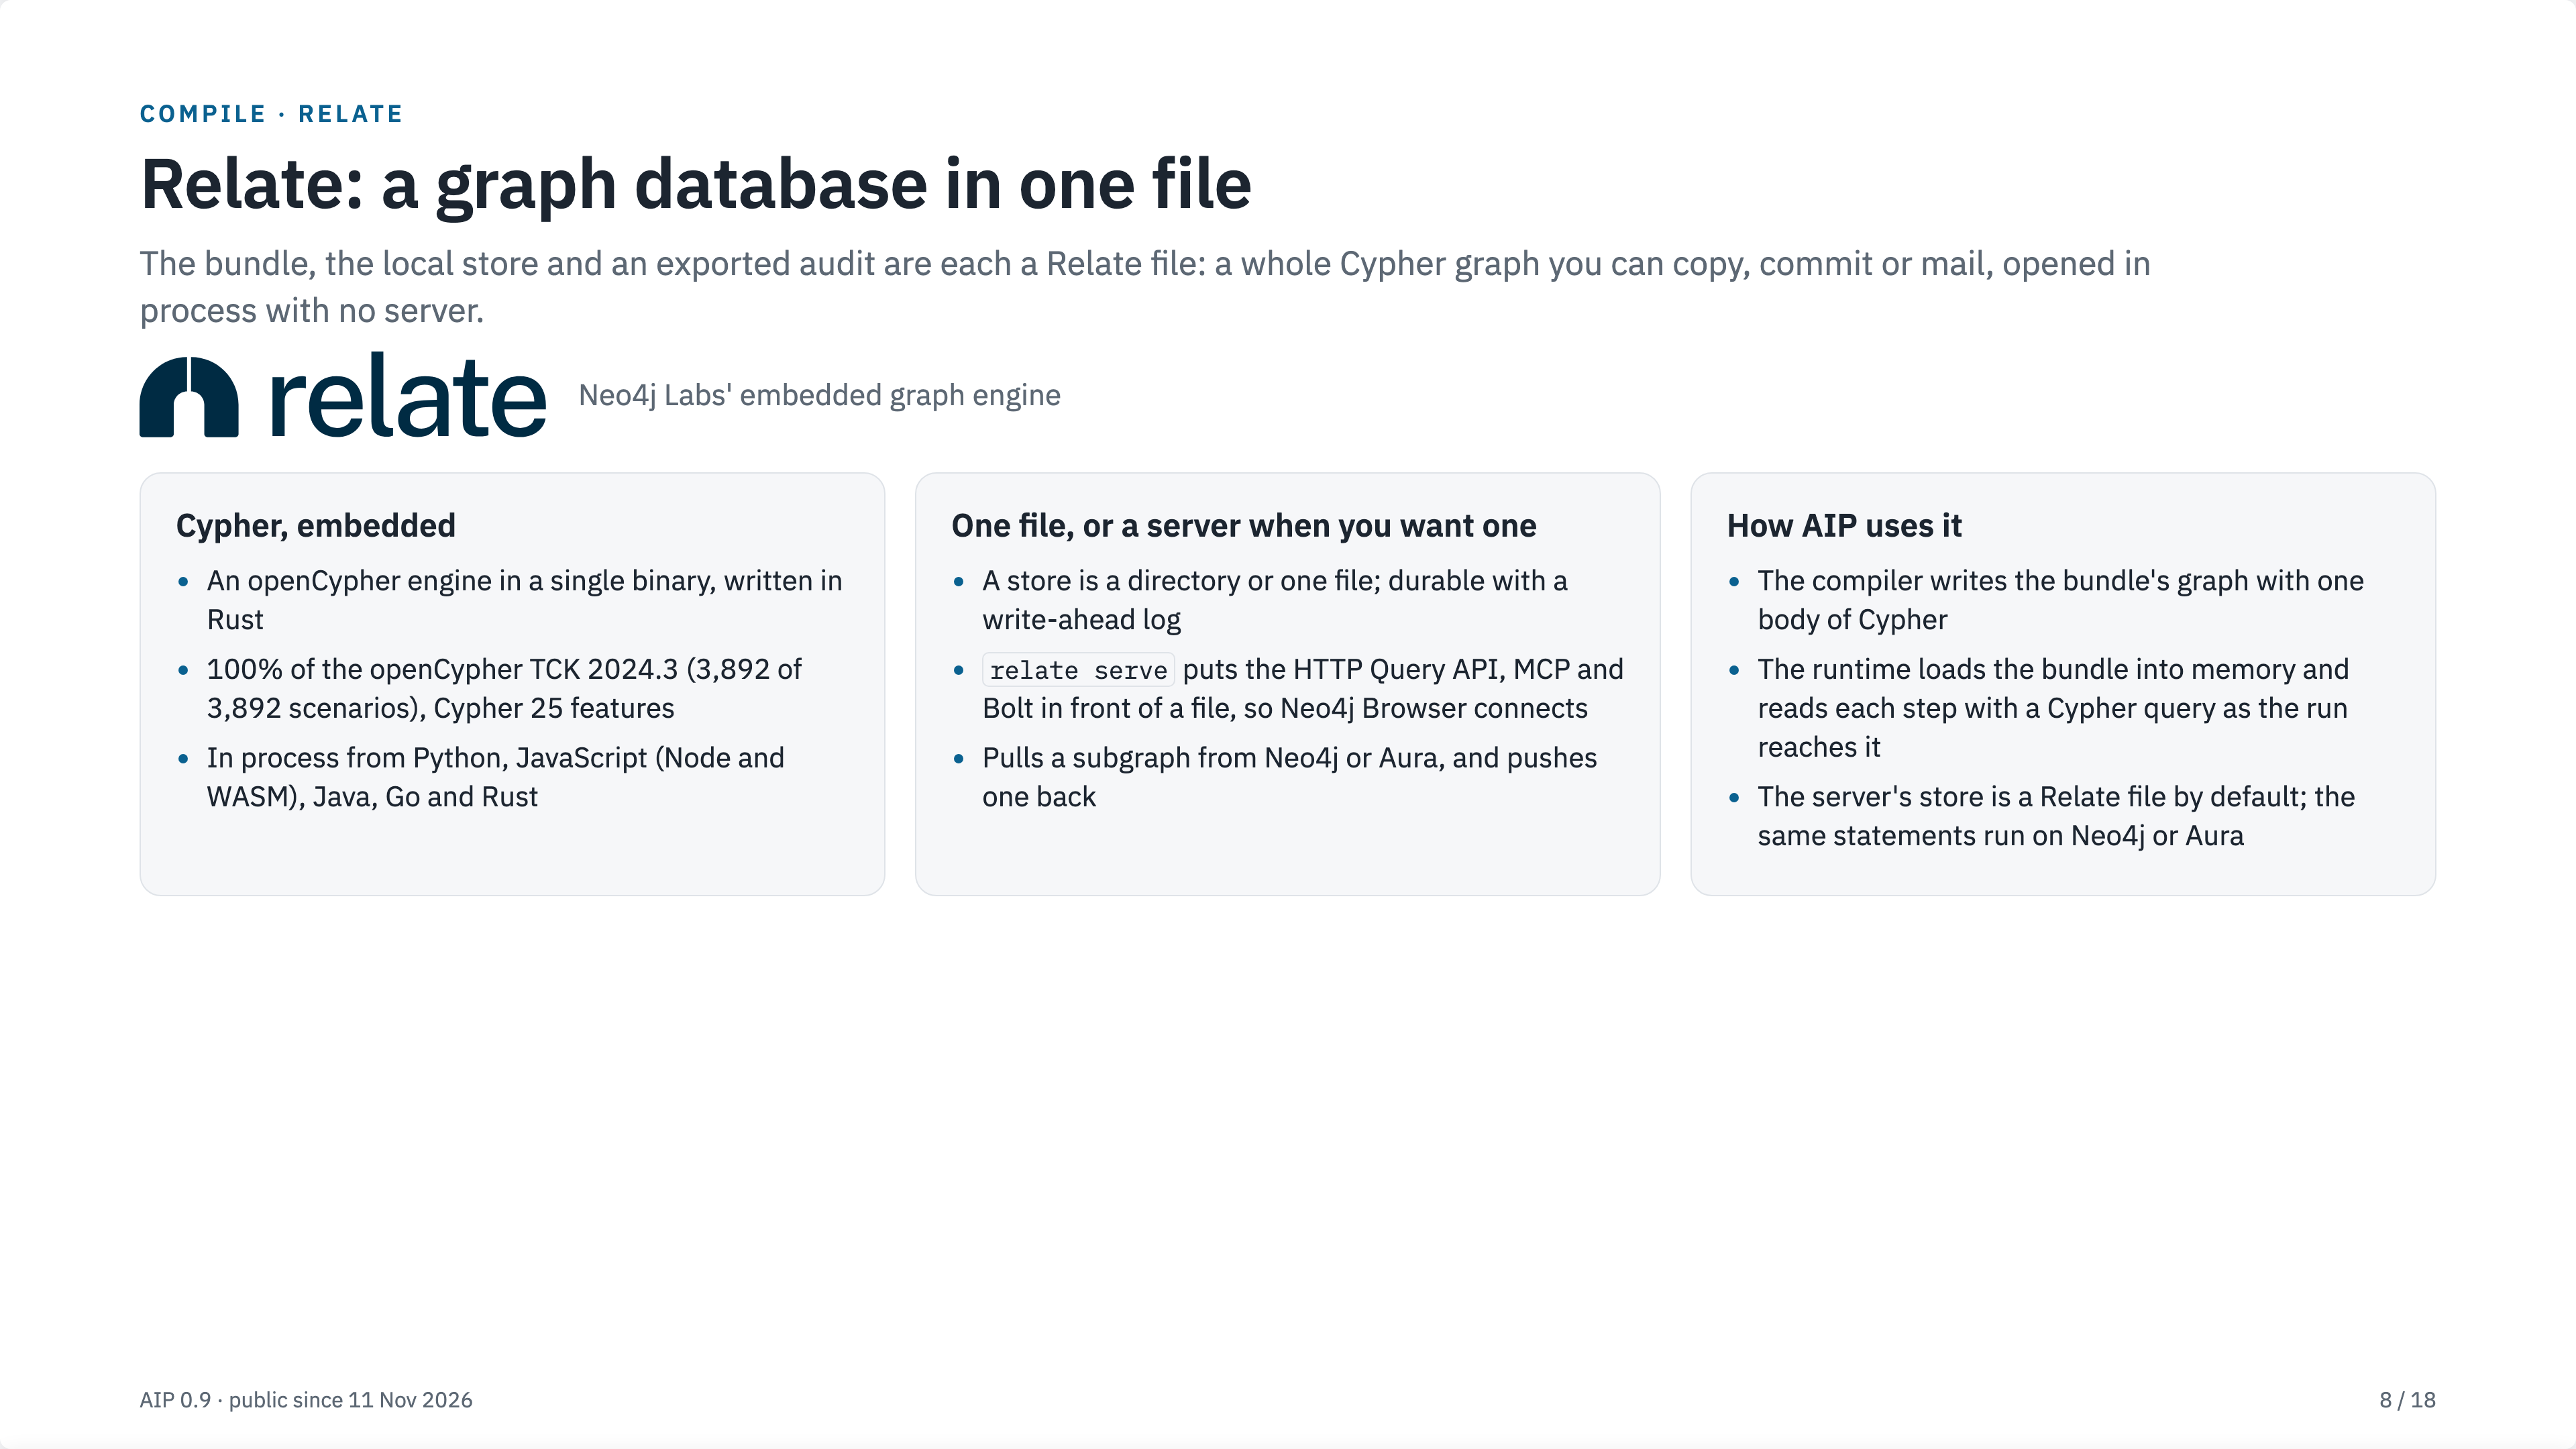 COMPILE · RELATE
Relate: a graph database in one file
The bundle, the local store and an exported audit are each a Relate file: a whole Cypher graph you can copy, commit or mail, opened in
process with no server.
relate
Neo4j Labs' embedded graph engine
Cypher, embedded
• An openCypher engine in a single binary, written in
Rust
• 100% of the openCypher TCK 2024.3 (3,892 of
3,892 scenarios), Cypher 25 features
• In process from Python, JavaScript (Node and
WASM), Java, Go and Rust
One file, or a server when you want one
• A store is a directory or one file; durable with a
write-ahead log
• relate serve puts the HTTP Query API, MCP and
Bolt in front of a file, so Neo4j Browser connects
• Pulls a subgraph from Neo4j or Aura, and pushes
one back
How AIP uses it
• The compiler writes the bundle's graph with one
body of Cypher
• The runtime loads the bundle into memory and
reads each step with a Cypher query as the run
reaches it
• The server's store is a Relate file by default; the
same statements run on Neo4j or Aura
AIP 0.9 · public since 11 Nov 2026
8 / 18